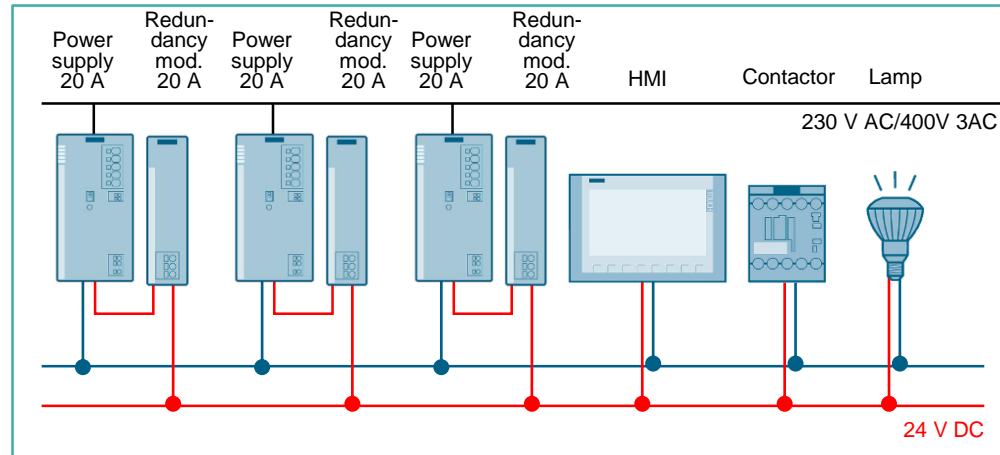 Power
supply
20 A
Redun-
dancy
mod.
20 A
Power
supply
20 A
Redun-
dancy
mod.
20 A
Power
supply
20 A
Redun-
dancy
mod.
20 A
HMI
Contactor
Lamp
230 V AC/400V 3AC
24 V DC